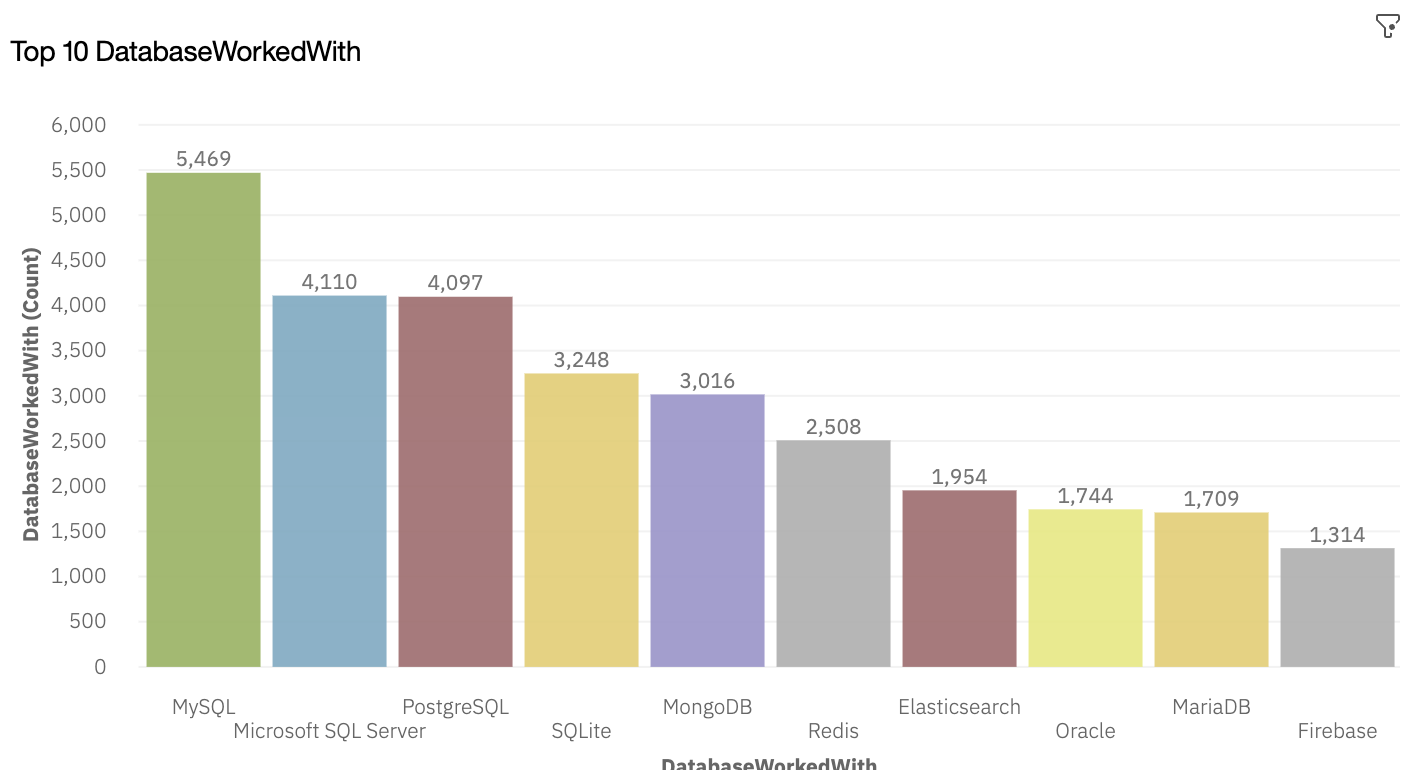 Top 10 DatabaseWorkedWith
6,000
5,500
5,000
4,500
4,000
3,500
3,000
2,500
2,000
1,500
1,000
500
0
DatabaseWorkedWith (Count)
5,469
4,110
4,097
3,248
3,016
2,508
1,954
1,744
1,709
1,314
MySQL
Microsoft SQL Server
PostgreSQL
SQLite
MongoDB
Redis
Elasticsearch
Oracle
MariaDB
Firebase
DatabaseWorkedWith